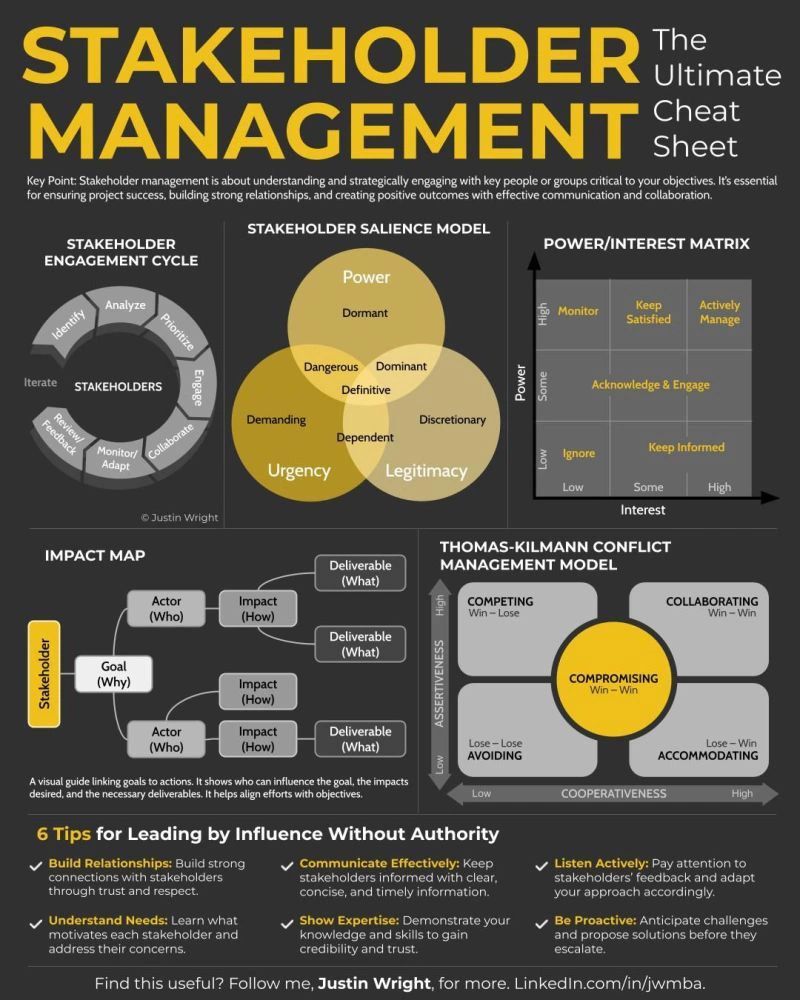 STAKEHOLDER
MANAGEMENT
The
Ultimate
Cheat
Sheet
Key Point: Stakeholder management is about understanding and strategically engaging with key people or groups critical to your objectives. It's essential
for ensuring project success, building strong relationships, and creating positive outcomes with effective communication and collaboration.
STAKEHOLDER
ENGAGEMENT CYCLE
Identify
Analyze
Prioritize
Engage
Collaborate
Monitor/
Adapt
Review/
Feedback
Iterate
STAKEHOLDERS
© Justin Wright
STAKEHOLDER SALIENCE MODEL
Power
Dormant
Dangerous
Dominant
Definitive
Demanding
Discretionary
Dependent
Urgency
Legitimacy
POWER/INTEREST MATRIX
Power
High
Monitor
Keep
Satisfied
Actively
Manage
Some
Acknowledge & Engage
Low
Ignore
Keep Informed
Low
Some
High
Interest
IMPACT MAP
Stakeholder
Goal
(Why)
Actor
(Who)
Impact
(How)
Deliverable
(What)
Deliverable
(What)
Impact
(How)
Actor
(Who)
Impact
(How)
Deliverable
(What)
A visual guide linking goals to actions. It shows who can influence the goal, the impacts
desired, and the necessary deliverables. It helps align efforts with objectives.
THOMAS-KILMANN CONFLICT
MANAGEMENT MODEL
High
ASSERTIVENESS
Low
COMPETING
Win – Lose
COLLABORATING
Win – Win
COMPROMISING
Win – Win
Lose – Lose
AVOIDING
Lose – Win
ACCOMMODATING
Low
COOPERATIVENESS
High
6 Tips for Leading by Influence Without Authority
Build Relationships: Build strong
connections with stakeholders
through trust and respect.
Communicate Effectively: Keep
stakeholders informed with clear,
concise, and timely information.
Listen Actively: Pay attention to
stakeholders' feedback and adapt
your approach accordingly.
Understand Needs: Learn what
motivates each stakeholder and
address their concerns.
Show Expertise: Demonstrate your
knowledge and skills to gain
credibility and trust.
Be Proactive: Anticipate challenges
and propose solutions before they
escalate.
Find this useful? Follow me, Justin Wright, for more. LinkedIn.com/in/jwmba.